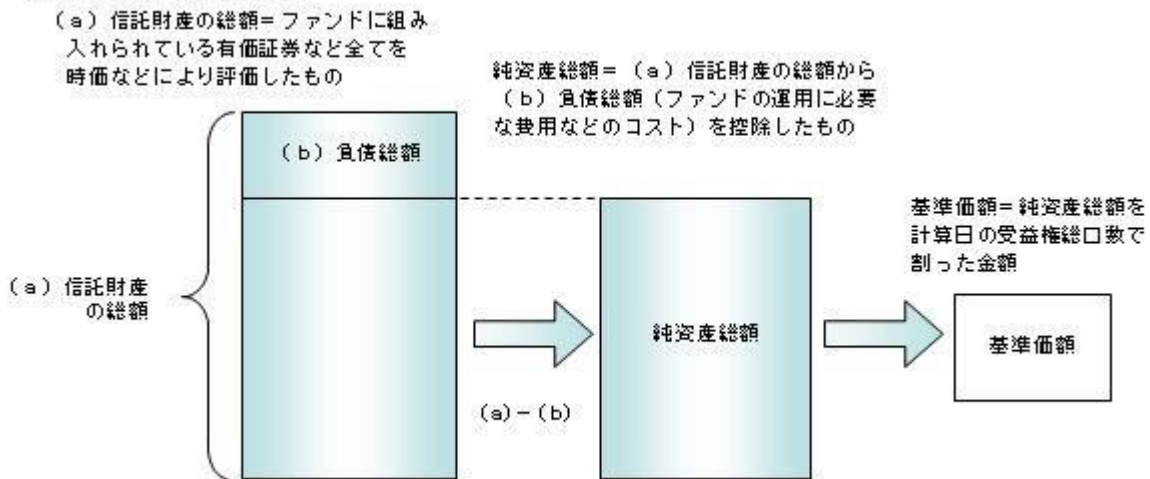 （a）信託財産の総額＝ファンドに組み
入れられている有価証券など全てを
時価などにより評価したもの
純資産総額＝（a）信託財産の総額から
（b）負債総額（ファンドの運用に必要
な費用などのコスト）を控除したもの
（b）負債総額
基準価額＝純資産総額を
計算日の受益権総口数で
割った金額
（a）信託財産
の総額
純資産総額
基準価額
（a）－（b）